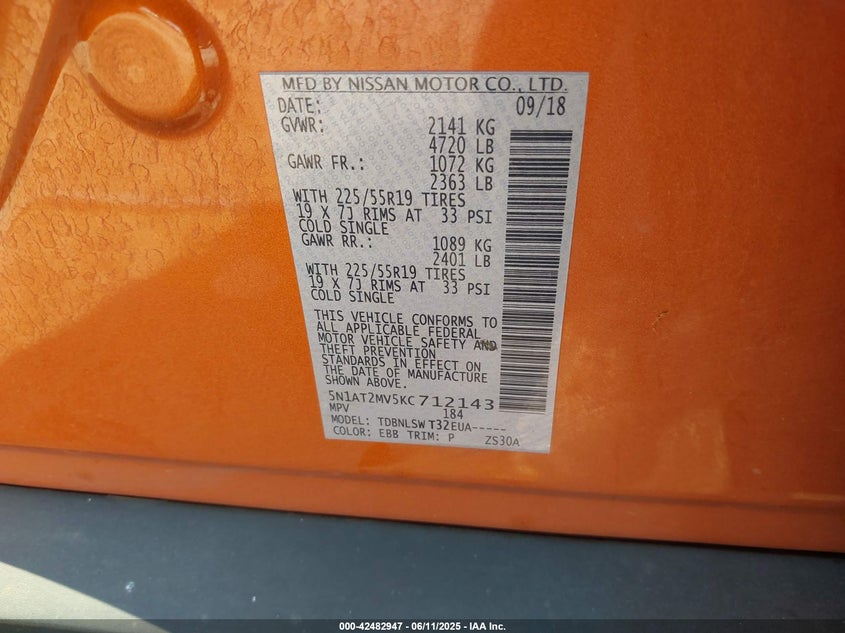 MFD BY NISSAN MOTOR CO., LTD.
DATE: 09/18
GVWR: 2141 KG
4720 LB
GAWR FR.: 1072 KG
2363 LB
WITH 225/55R19 TIRES
19 X 7J RIMS AT 33 PSI
COLD SINGLE
GAWR RR.: 1089 KG
2401 LB
WITH 225/55R19 TIRES
19 X 7J RIMS AT 33 PSI
COLD SINGLE
THIS VEHICLE CONFORMS TO
ALL APPLICABLE FEDERAL
MOTOR VEHICLE SAFETY AND
THEFT PREVENTION
STANDARDS IN EFFECT ON
THE DATE OF MANUFACTURE
SHOWN ABOVE.
5N1AT2MV5KC712143
MPV 184
MODEL: TDBNLSW T32EUA-----
COLOR: EBB TRIM: P ZS30A
000-42482947 - 06/11/2025 - IAA Inc.